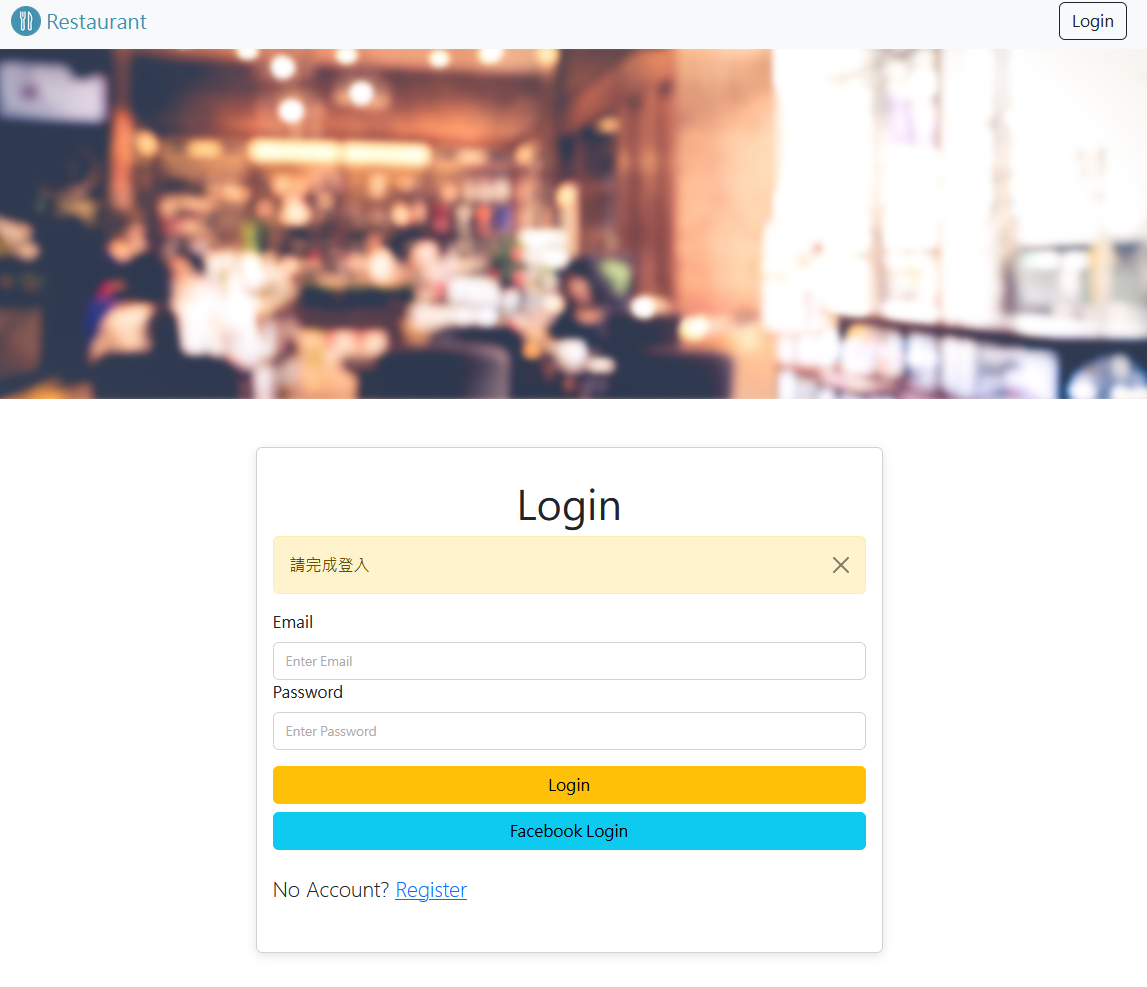 Restaurant
Login
Login
請完成登入
Email
Enter Email
Password
Enter Password
Login
Facebook Login
No Account? Register